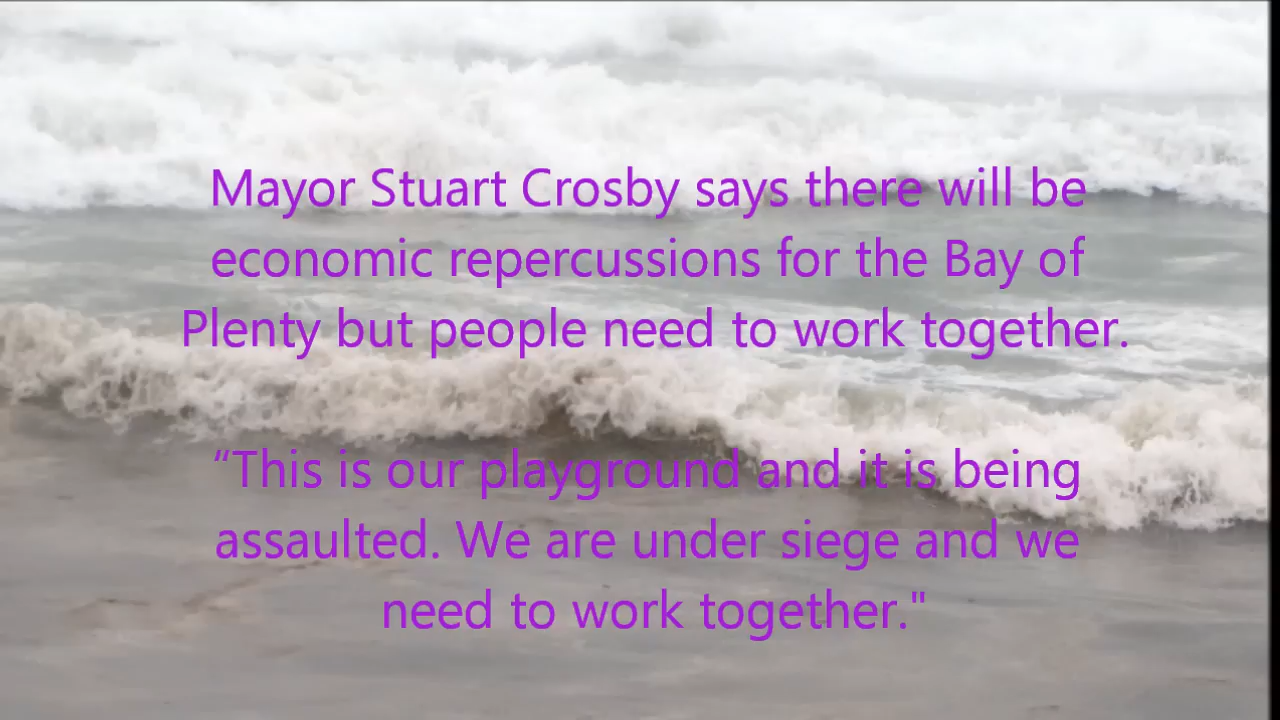 Mayor Stuart Crosby says there will be
economic repercussions for the Bay of
Plenty but people need to work together.
“This is our playground and it is being
assaulted. We are under siege and we
need to work together."